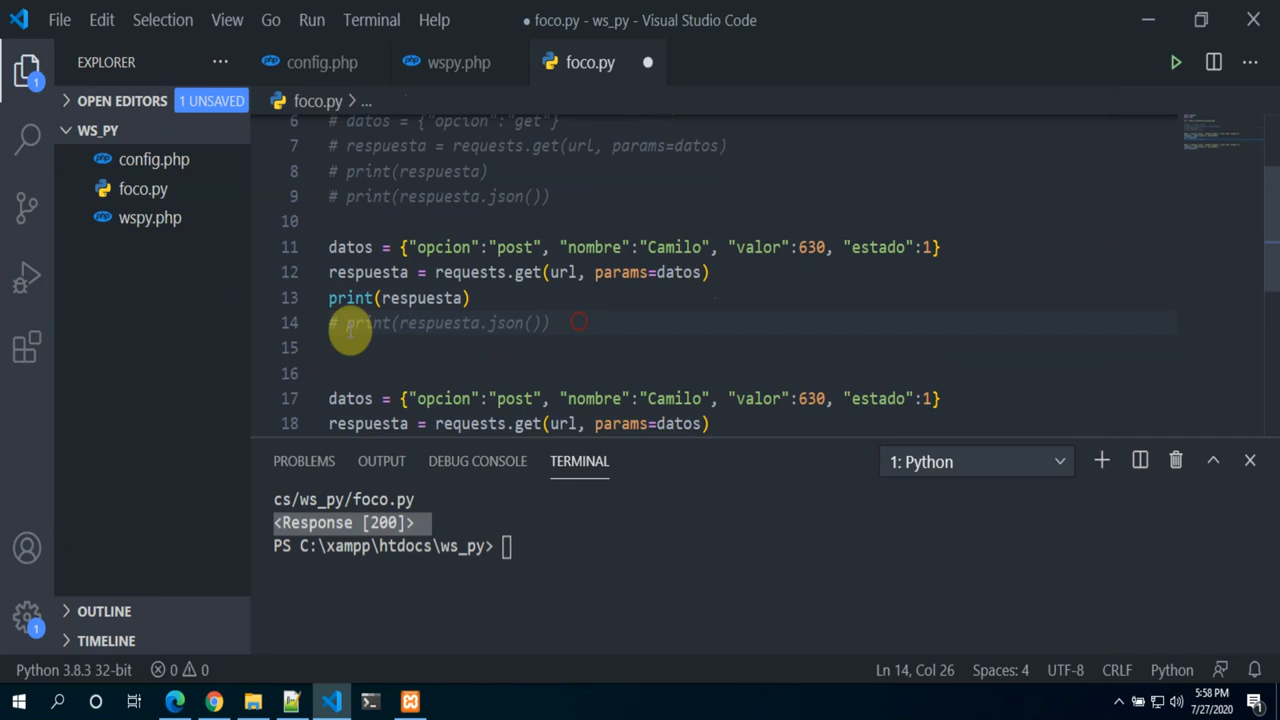 File Edit Selection View Go Run Terminal Help
● foco.py - ws_py - Visual Studio Code
EXPLORER ...
config.php wspy.php foco.py
1
OPEN EDITORS 1 UNSAVED
foco.py > ...
WS_PY
config.php
foco.py
wspy.php
6 # datos = {"opcion":"get"}
7 # respuesta = requests.get(url, params=datos)
8 # print(respuesta)
9 # print(respuesta.json())
10
11 datos = {"opcion":"post", "nombre":"Camilo", "valor":630, "estado":1}
12 respuesta = requests.get(url, params=datos)
13 print(respuesta)
14 # print(respuesta.json())
15
16
17 datos = {"opcion":"post", "nombre":"Camilo", "valor":630, "estado":1}
18 respuesta = requests.get(url, params=datos)
PROBLEMS OUTPUT DEBUG CONSOLE TERMINAL 1: Python
cs/ws_py/foco.py
<Response [200]>
PS C:\xampp\htdocs\ws_py>
OUTLINE
1
TIMELINE
Python 3.8.3 32-bit 0 0 Ln 14, Col 26 Spaces: 4 UTF-8 CRLF Python
5:58 PM
7/27/2020
1